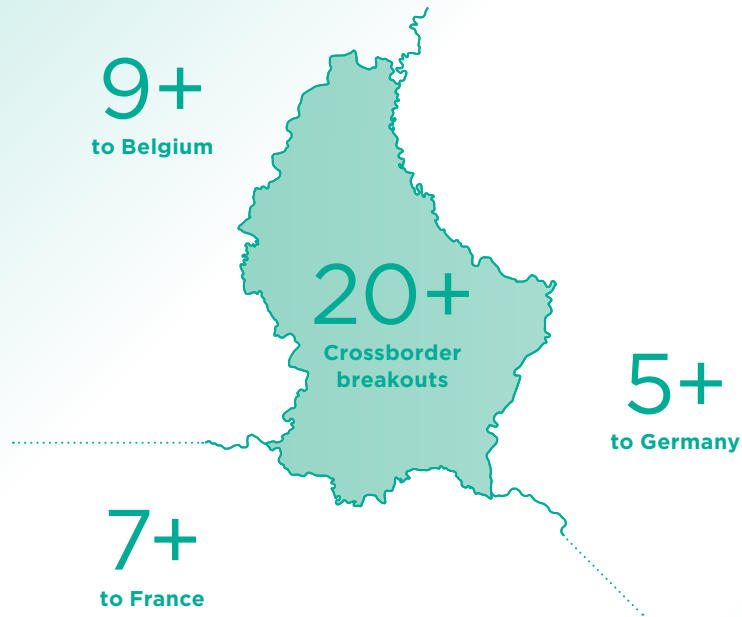 9+
to Belgium
20+
Crossborder
breakouts
5+
to Germany
7+
to France